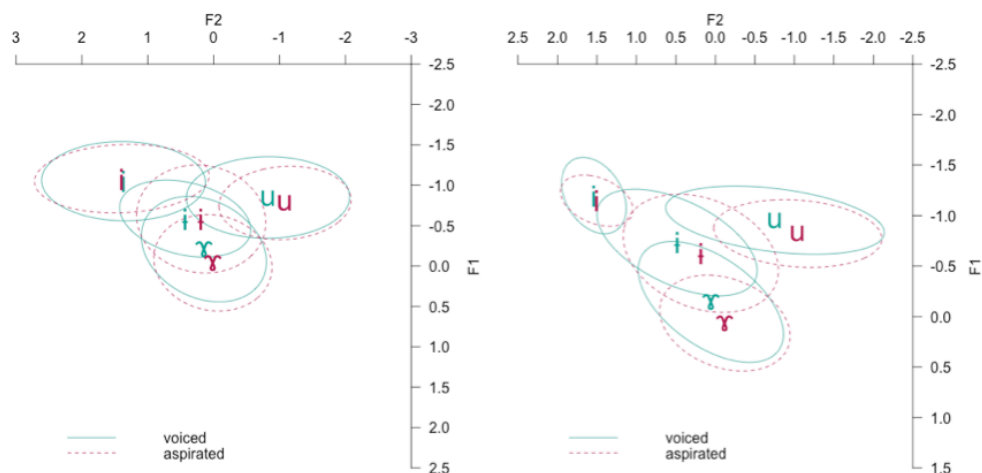 F2
3 2 1 0 -1 -2 -3
-2.5
-2.0
-1.5
-1.0
-0.5
0.0
0.5
1.0
1.5
2.0
2.5
F1
i i
u u
ɨ ɨ
ɤ
ɤ
voiced
aspirated
F2
2.5 2.0 1.5 1.0 0.5 0.0 -0.5 -1.0 -1.5 -2.0 -2.5
-2.5
-2.0
-1.5
-1.0
-0.5
0.0
0.5
1.0
1.5
F1
i i
u u
ɨ ɨ
ɤ
ɤ
voiced
aspirated